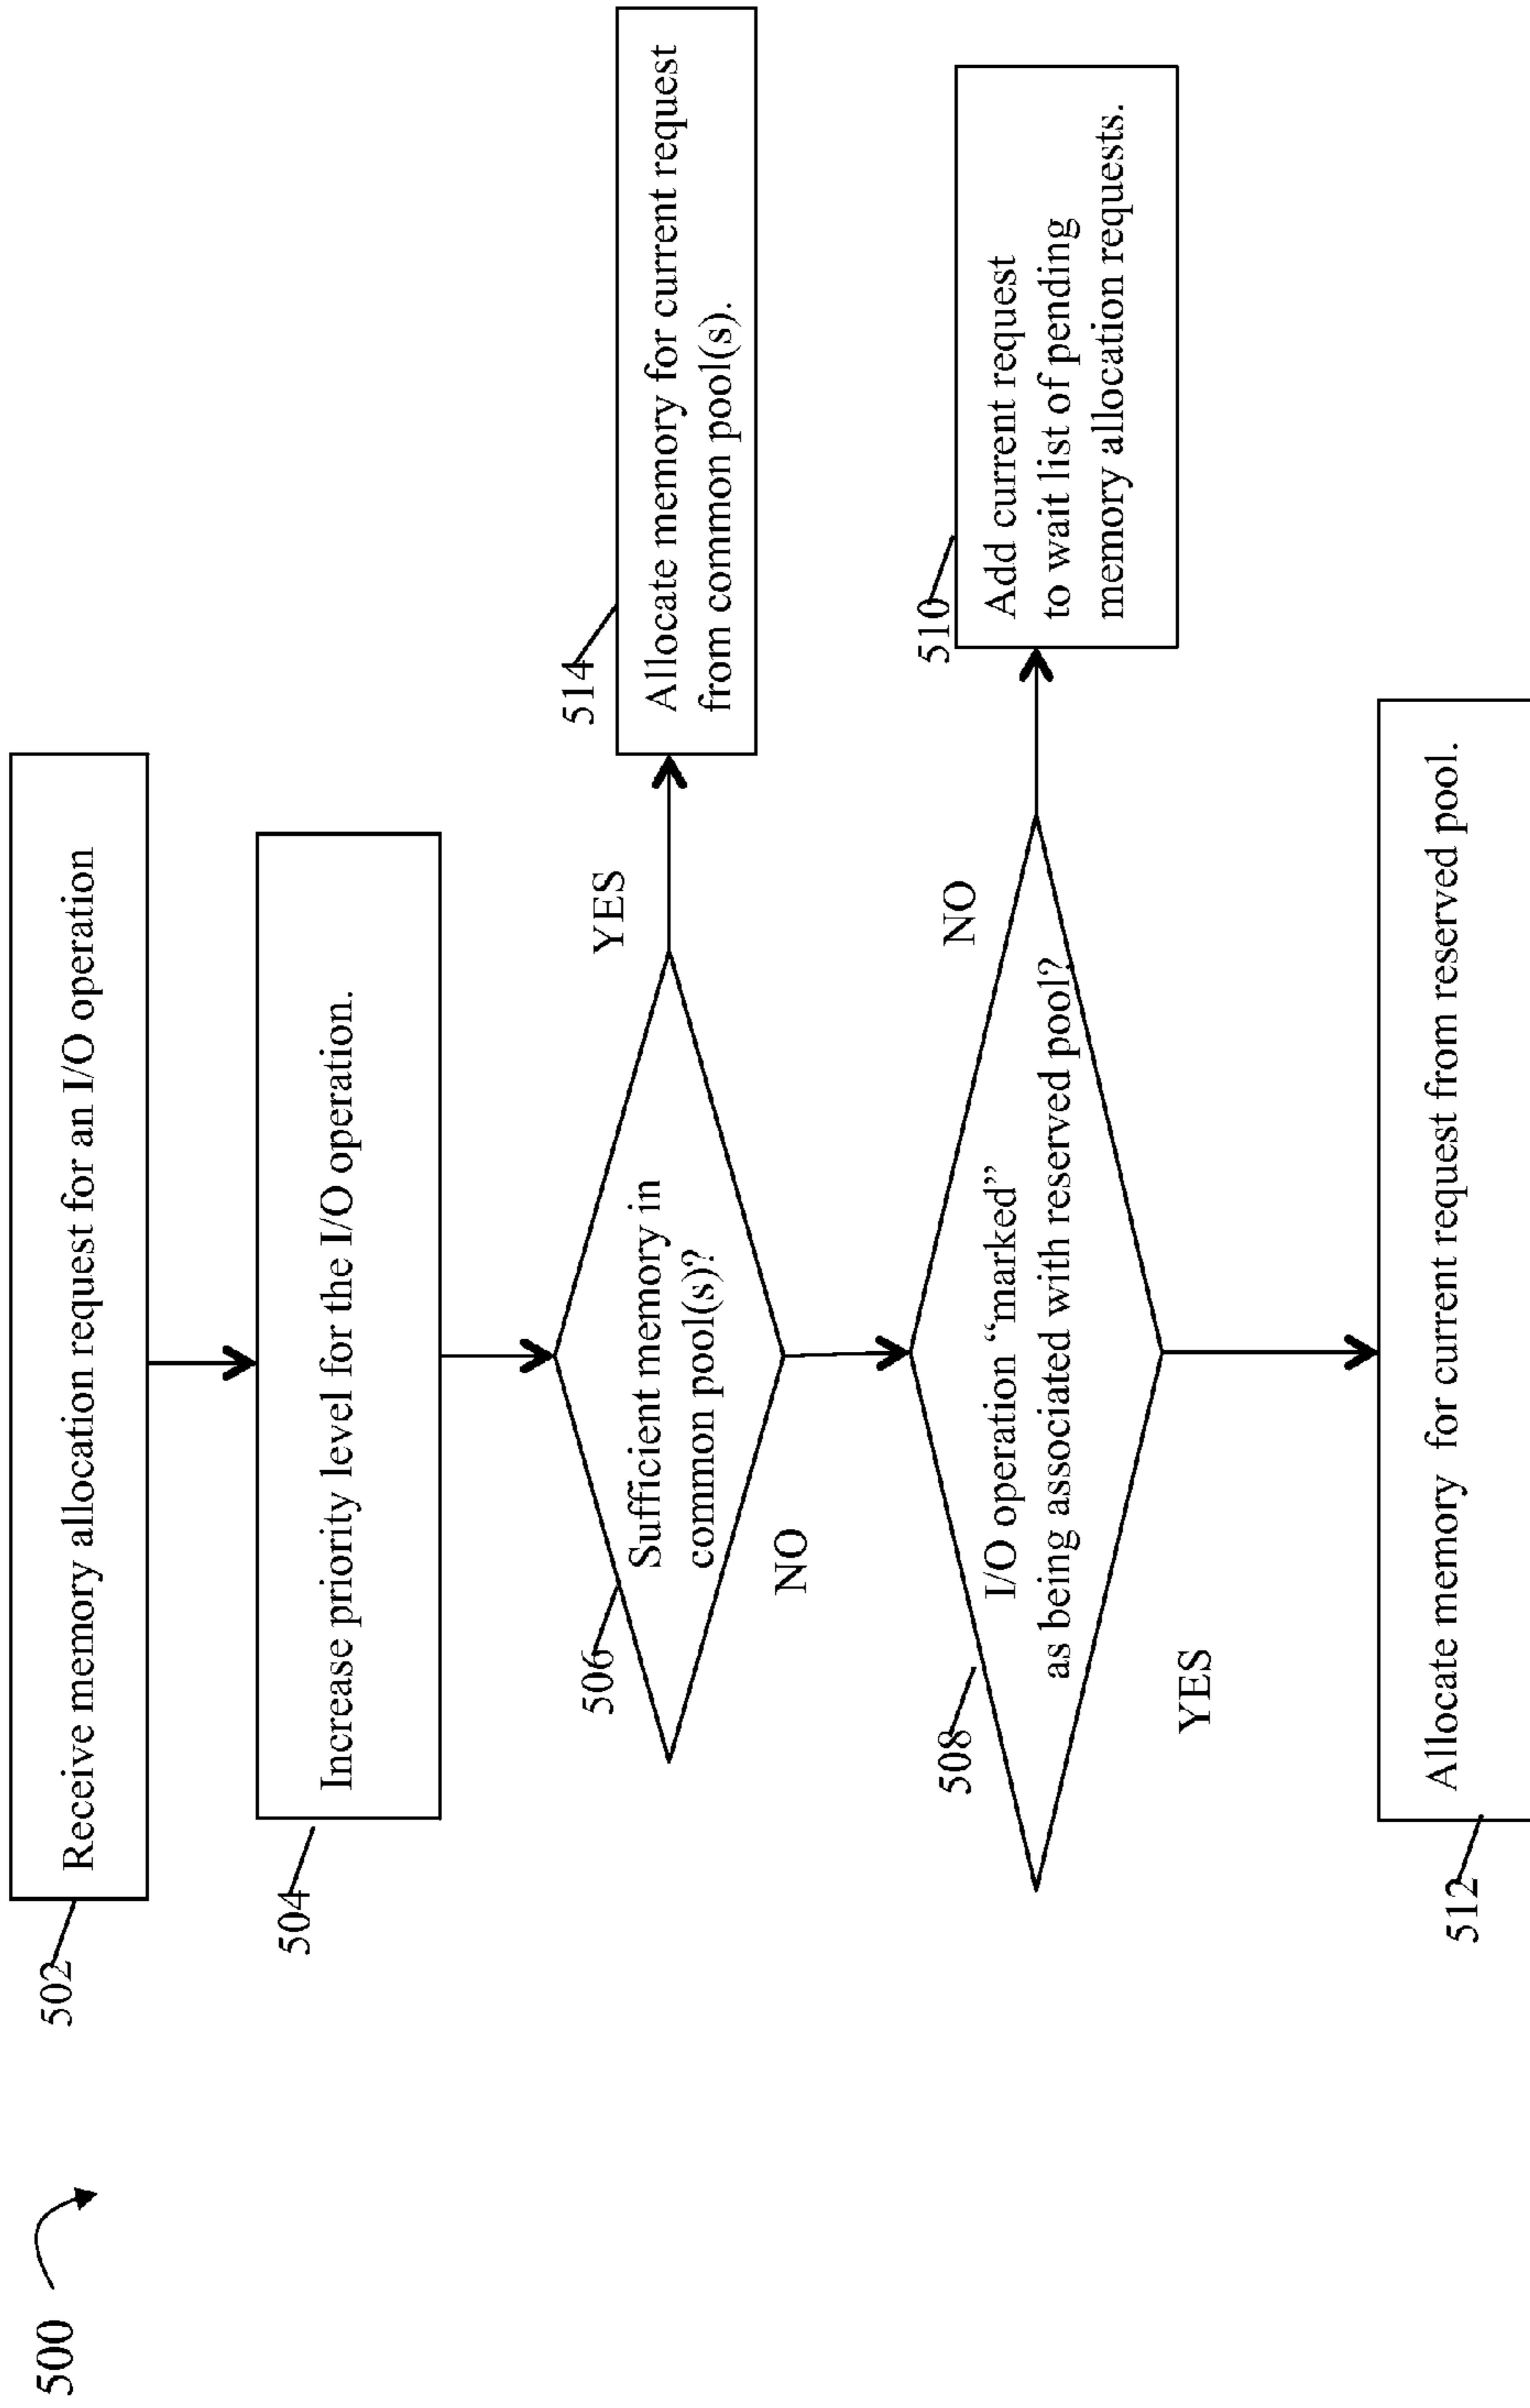 500
502
Receive memory allocation request for an I/O operation
504
Increase priority level for the I/O operation.
506
Sufficient memory in
common pool(s)?
YES
514
Allocate memory for current request
from common pool(s).
NO
508
I/O operation “marked”
as being associated with reserved pool?
NO
510
Add current request
to wait list of pending
memory allocation requests.
YES
512
Allocate memory for current request from reserved pool.